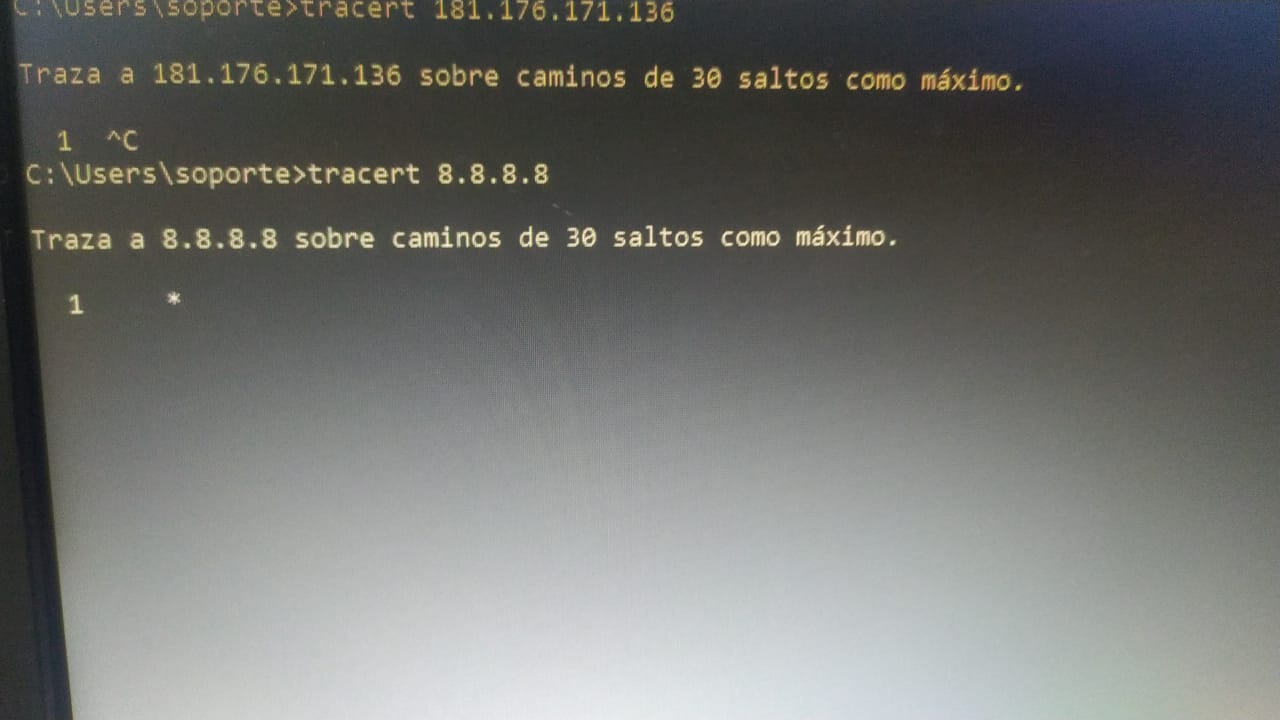 C:\Users\soporte>tracert 181.176.171.136
Traza a 181.176.171.136 sobre caminos de 30 saltos como máximo.
1 ^C
C:\Users\soporte>tracert 8.8.8.8
Traza a 8.8.8.8 sobre caminos de 30 saltos como máximo.
1 *